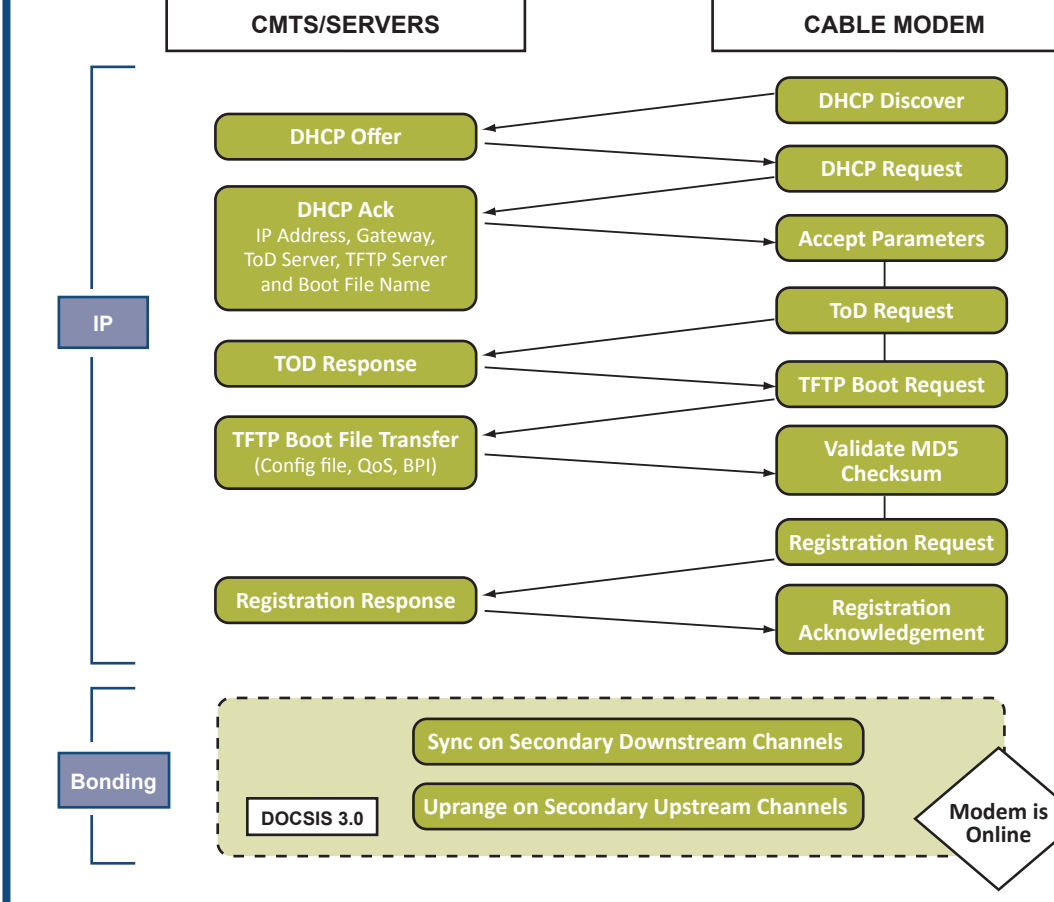 CMTS/SERVERS
CABLE MODEM
DHCP Discover
DHCP Offer
DHCP Request
DHCP Ack
IP Address, Gateway,
ToD Server, TFTP Server
and Boot File Name
Accept Parameters
IP
ToD Request
TOD Response
TFTP Boot Request
TFTP Boot File Transfer
(Config file, QoS, BPI)
Validate MD5
Checksum
Registration Request
Registration Response
Registration
Acknowledgement
Bonding
Sync on Secondary Downstream Channels
Uprange on Secondary Upstream Channels
DOCSIS 3.0
Modem is
Online